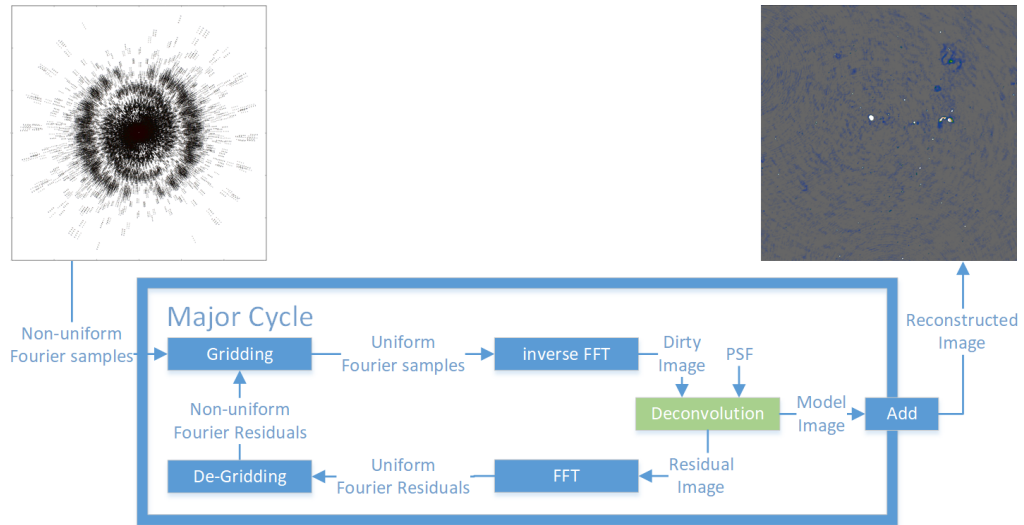 Major Cycle
Non-uniform
Fourier samples
Gridding
Uniform
Fourier samples
inverse FFT
Dirty
Image
PSF
Deconvolution
Model
Image
Add
Reconstructed
Image
Non-uniform
Fourier Residuals
De-Gridding
Uniform
Fourier Residuals
FFT
Residual
Image